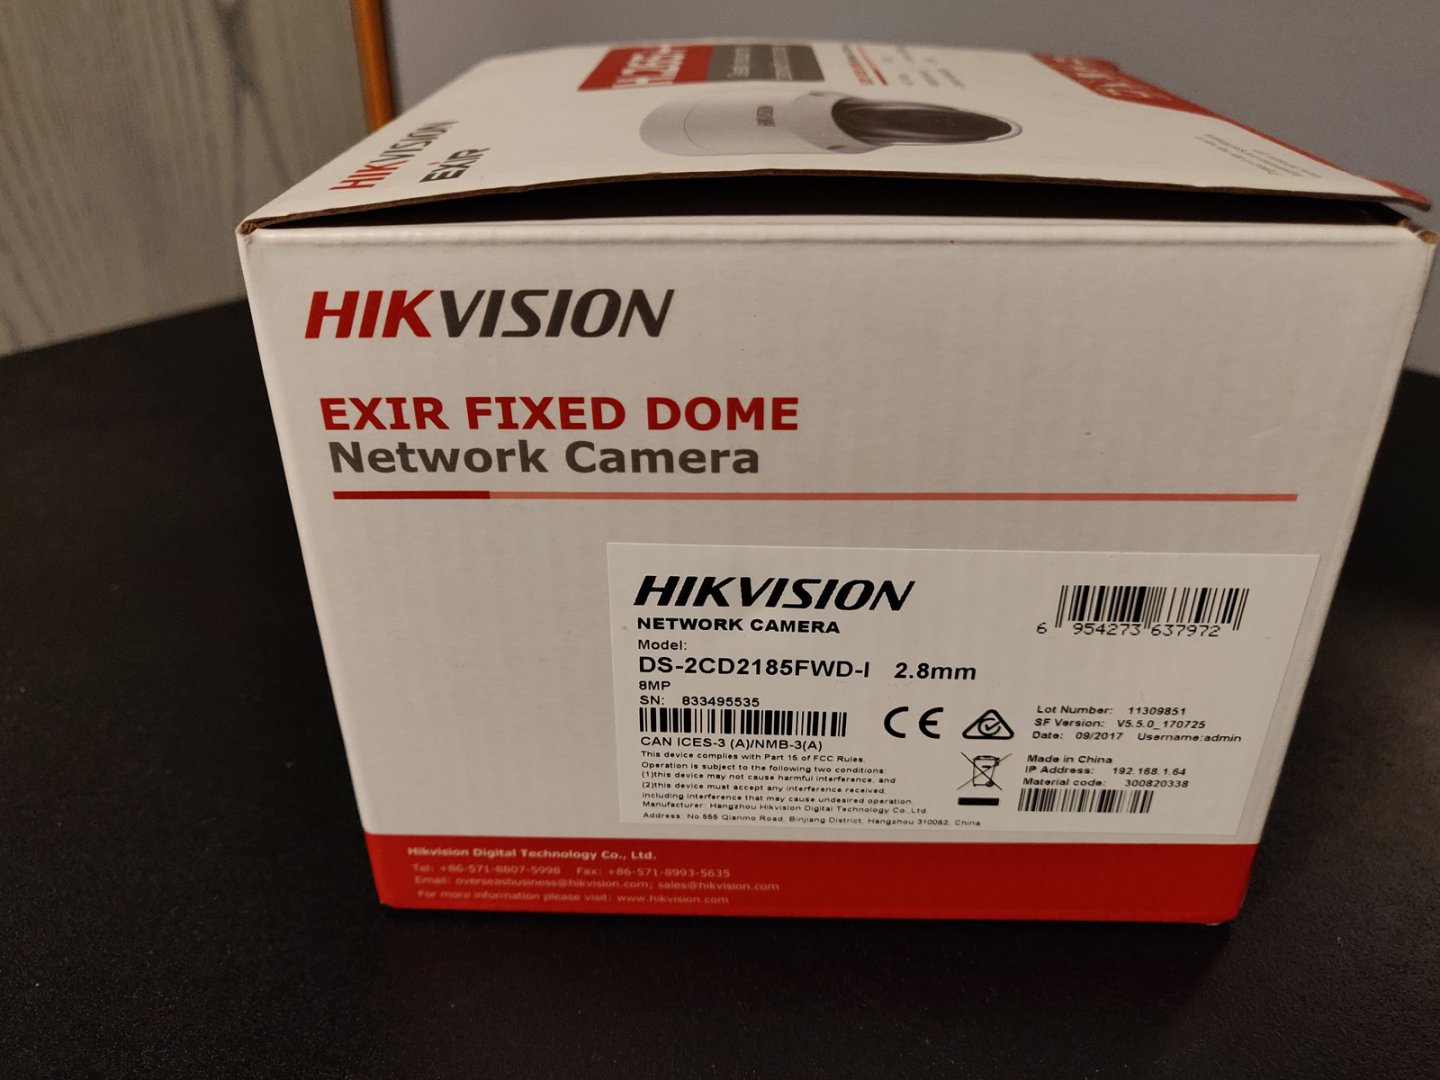 H.265+
HIKVISION
HIKVISION
EXIR
HIKVISION
EXIR FIXED DOME
Network Camera
HIKVISION
NETWORK CAMERA
Model:
DS-2CD2185FWD-I 2.8mm
8MP
SN: 833495535
CAN ICES-3 (A)/NMB-3(A)
This device complies with Part 15 of FCC Rules.
Operation is subject to the following two conditions:
(1)this device may not cause harmful interference, and
(2)this device must accept any interference received,
including interference that may cause undesired operation.
Manufacturer: Hangzhou Hikvision Digital Technology Co.,Ltd.
Address: No 555 Qianmo Road, Binjiang District, Hangzhou 310052, China
6 954273 637972
CE
Lot Number: 11309851
SF Version: V5.5.0_170725
Date: 09/2017 Username:admin
Made in China
IP Address: 192.168.1.64
Material code: 300820338
Hikvision Digital Technology Co., Ltd.
Tel: +86-571-8807-5998 Fax: +86-571-8993-5635
Email: overseasbusiness@hikvision.com; sales@hikvision.com
For more information please visit: www.hikvision.com